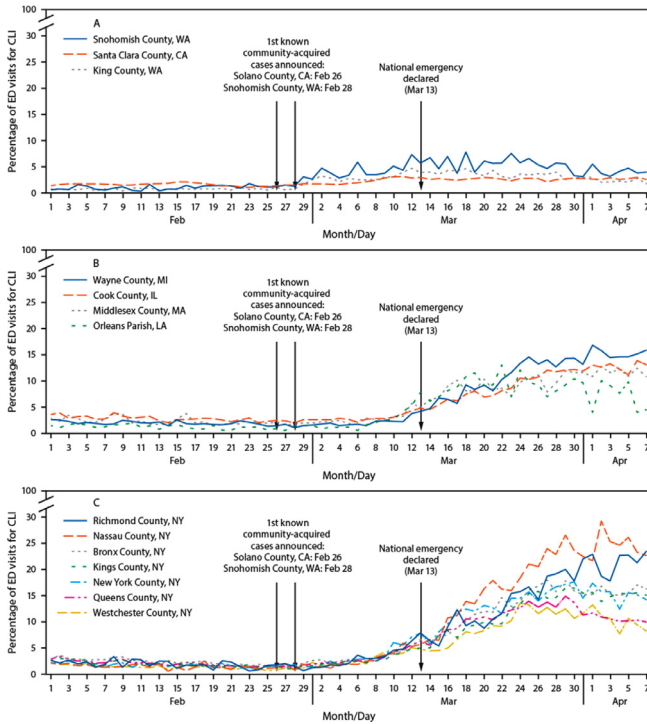 Percentage of ED visits for CLI
100
30
25
20
15
10
5
0
A
Snohomish County, WA
Santa Clara County, CA
King County, WA
1st known
community-acquired
cases announced:
Solano County, CA: Feb 26
Snohomish County, WA: Feb 28
National emergency
declared
(Mar 13)
1 3 5 7 9 11 13 15 17 19 21 23 25 27 29 2 4 6 8 10 12 14 16 18 20 22 24 26 28 30 1 3 5 7
Feb Mar Apr
Month/Day
Percentage of ED visits for CLI
100
30
25
20
15
10
5
0
B
Wayne County, MI
Cook County, IL
Middlesex County, MA
Orleans Parish, LA
1st known
community-acquired
cases announced:
Solano County, CA: Feb 26
Snohomish County, WA: Feb 28
National emergency
declared
(Mar 13)
1 3 5 7 9 11 13 15 17 19 21 23 25 27 29 2 4 6 8 10 12 14 16 18 20 22 24 26 28 30 1 3 5 7
Feb Mar Apr
Month/Day
Percentage of ED visits for CLI
100
30
25
20
15
10
5
0
C
Richmond County, NY
Nassau County, NY
Bronx County, NY
Kings County, NY
New York County, NY
Queens County, NY
Westchester County, NY
1st known
community-acquired
cases announced:
Solano County, CA: Feb 26
Snohomish County, WA: Feb 28
National emergency
declared
(Mar 13)
1 3 5 7 9 11 13 15 17 19 21 23 25 27 29 2 4 6 8 10 12 14 16 18 20 22 24 26 28 30 1 3 5 7
Feb Mar Apr
Month/Day